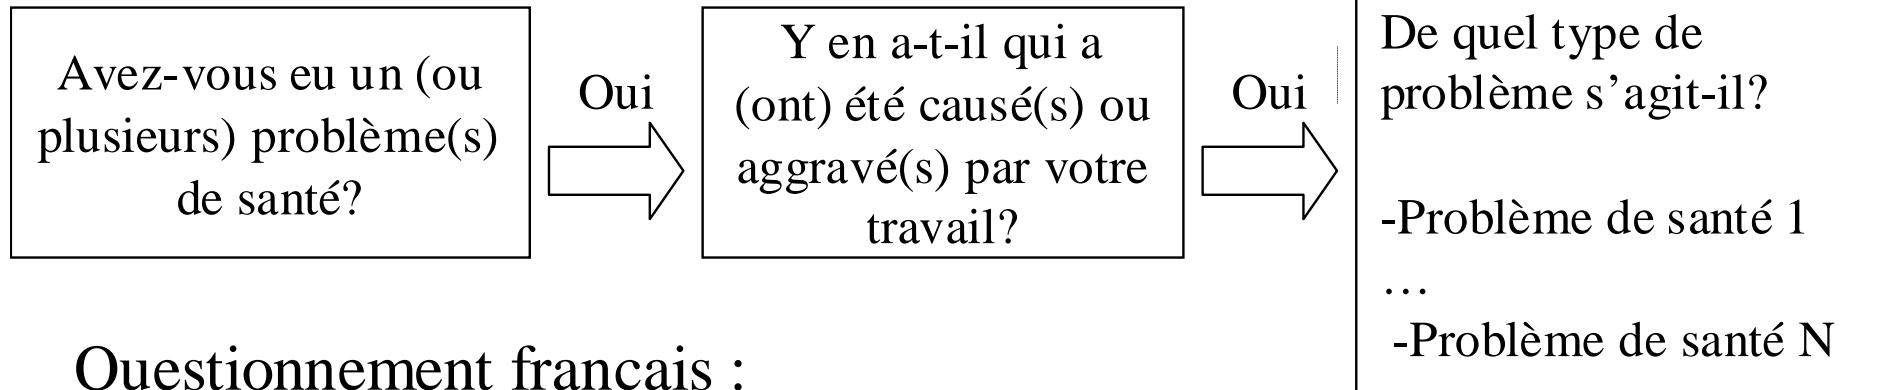 Avez-vous eu un (ou
plusieurs) problème(s)
de santé?
Oui
Y en a-t-il qui a
(ont) été causé(s) ou
aggravé(s) par votre
travail?
Oui
De quel type de
problème s’agit-il?
-Problème de santé 1
…
-Problème de santé N
Questionnement français :